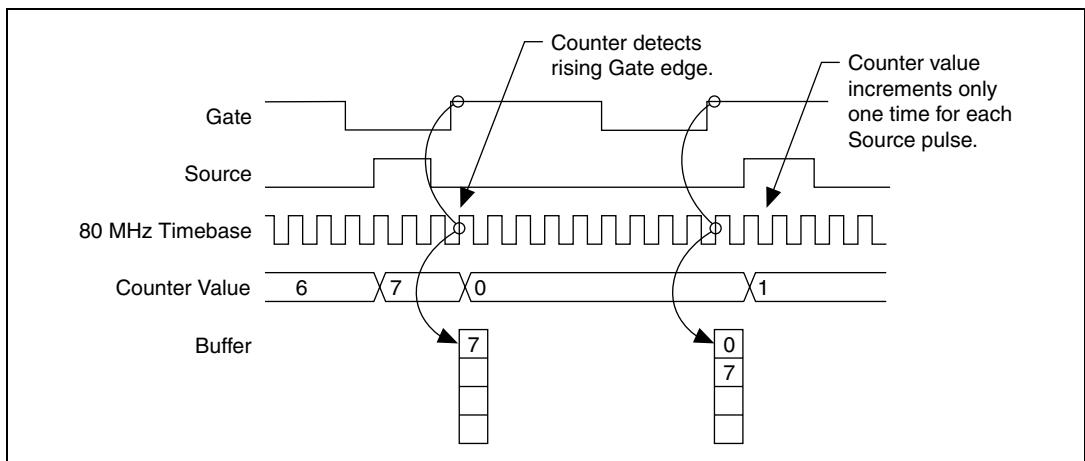 Counter detects
rising Gate edge.
Counter value
increments only
one time for each
Source pulse.
Gate
Source
80 MHz Timebase
Counter Value
6 7 0 1
Buffer
7 0
7